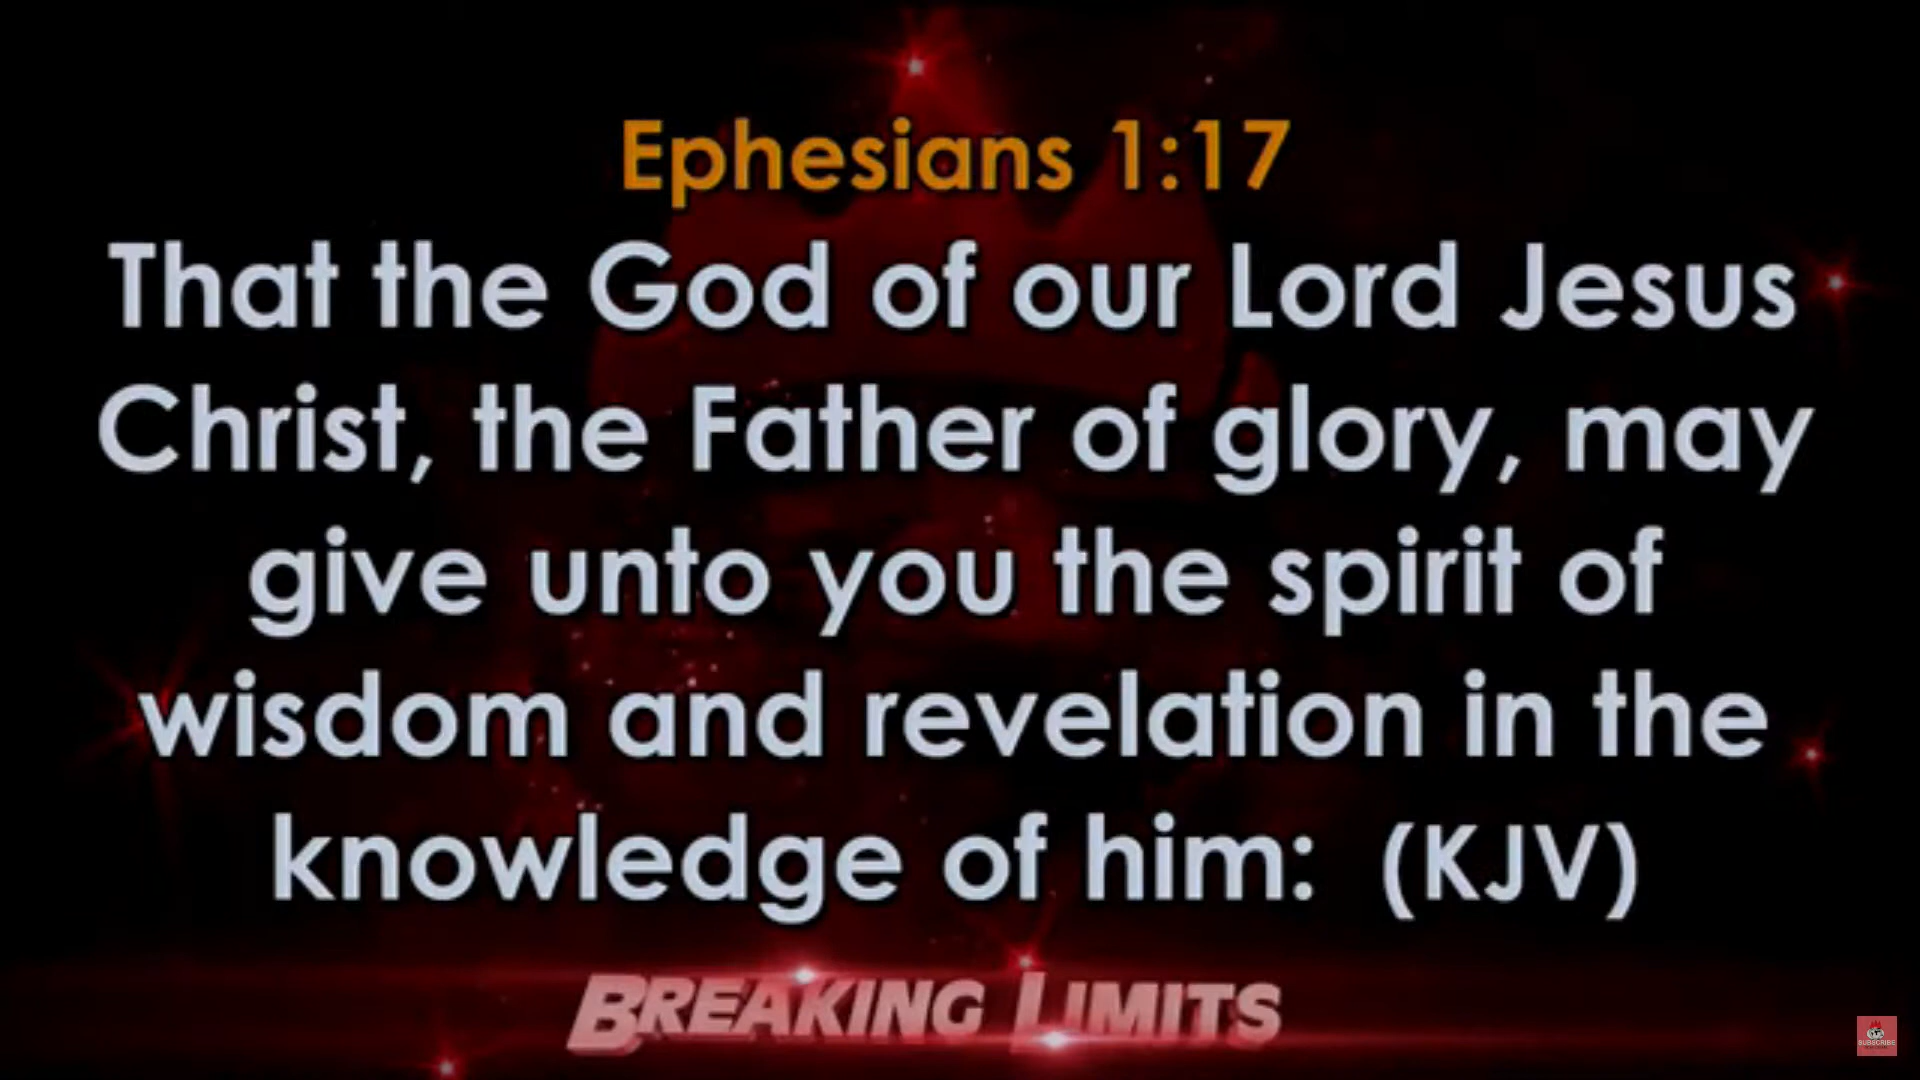 Ephesians 1:17
That the God of our Lord Jesus
Christ, the Father of glory, may
give unto you the spirit of
wisdom and revelation in the
knowledge of him: (KJV)
BREAKING LIMITS
SUBSCRIBE